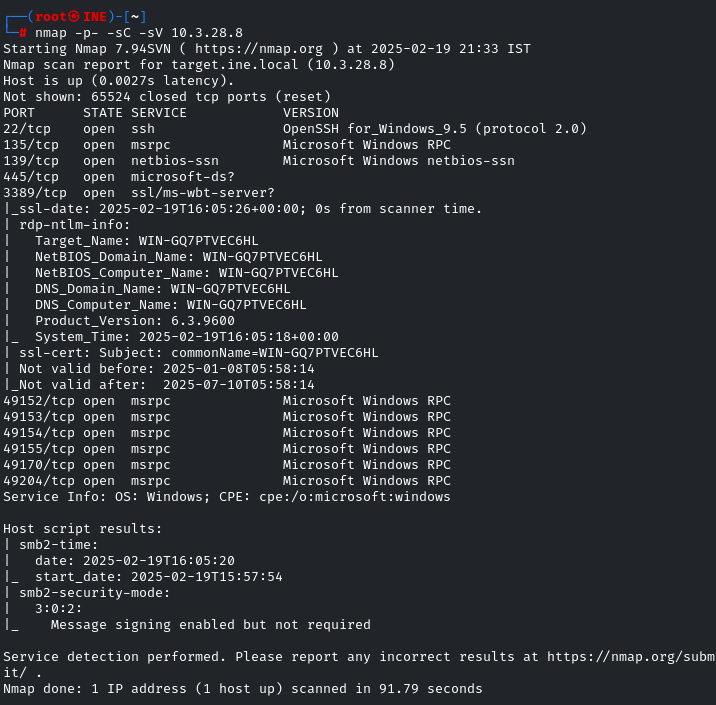 ┌──(root㉿INE)-[~]
└─# nmap -p- -sC -sV 10.3.28.8
Starting Nmap 7.94SVN ( https://nmap.org ) at 2025-02-19 21:33 IST
Nmap scan report for target.ine.local (10.3.28.8)
Host is up (0.0027s latency).
Not shown: 65524 closed tcp ports (reset)
PORT      STATE SERVICE            VERSION
22/tcp    open  ssh                OpenSSH for_Windows_9.5 (protocol 2.0)
135/tcp   open  msrpc              Microsoft Windows RPC
139/tcp   open  netbios-ssn        Microsoft Windows netbios-ssn
445/tcp   open  microsoft-ds?
3389/tcp  open  ssl/ms-wbt-server?
|_ssl-date: 2025-02-19T16:05:26+00:00; 0s from scanner time.
| rdp-ntlm-info:
|   Target_Name: WIN-GQ7PTVEC6HL
|   NetBIOS_Domain_Name: WIN-GQ7PTVEC6HL
|   NetBIOS_Computer_Name: WIN-GQ7PTVEC6HL
|   DNS_Domain_Name: WIN-GQ7PTVEC6HL
|   DNS_Computer_Name: WIN-GQ7PTVEC6HL
|   Product_Version: 6.3.9600
|_  System_Time: 2025-02-19T16:05:18+00:00
| ssl-cert: Subject: commonName=WIN-GQ7PTVEC6HL
| Not valid before: 2025-01-08T05:58:14
|_Not valid after:  2025-07-10T05:58:14
49152/tcp open  msrpc              Microsoft Windows RPC
49153/tcp open  msrpc              Microsoft Windows RPC
49154/tcp open  msrpc              Microsoft Windows RPC
49155/tcp open  msrpc              Microsoft Windows RPC
49170/tcp open  msrpc              Microsoft Windows RPC
49204/tcp open  msrpc              Microsoft Windows RPC
Service Info: OS: Windows; CPE: cpe:/o:microsoft:windows

Host script results:
| smb2-time:
|   date: 2025-02-19T16:05:20
|_  start_date: 2025-02-19T15:57:54
| smb2-security-mode:
|   3:0:2:
|_    Message signing enabled but not required

Service detection performed. Please report any incorrect results at https://nmap.org/subm
it/ .
Nmap done: 1 IP address (1 host up) scanned in 91.79 seconds